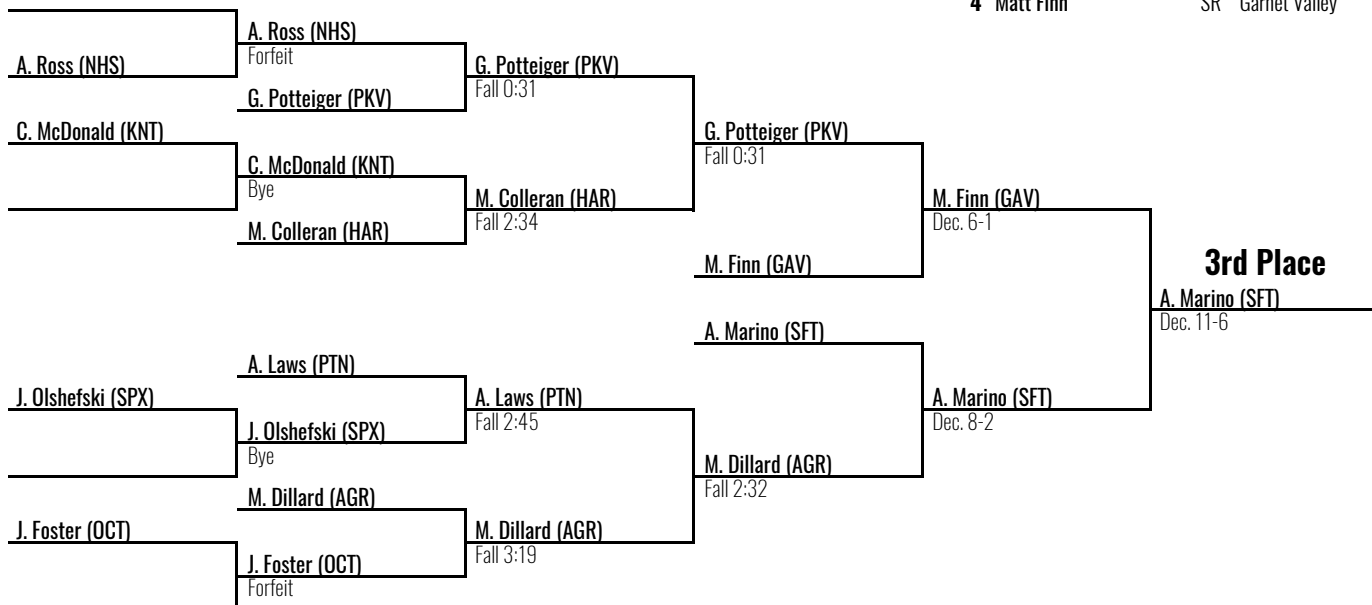 4 Matt Finn SR Garnet Valley
A. Ross (NHS)
Forfeit
A. Ross (NHS)
G. Potteiger (PKV)
Fall 0:31
G. Potteiger (PKV)
C. McDonald (KNT)
G. Potteiger (PKV)
Fall 0:31
C. McDonald (KNT)
Bye
M. Colleran (HAR)
Fall 2:34
M. Finn (GAV)
Dec. 6-1
M. Colleran (HAR)
M. Finn (GAV)
3rd Place
A. Marino (SFT)
Dec. 11-6
A. Marino (SFT)
A. Laws (PTN)
J. Olshefski (SPX)
A. Laws (PTN)
Fall 2:45
A. Marino (SFT)
Dec. 8-2
J. Olshefski (SPX)
Bye
M. Dillard (AGR)
Fall 2:32
M. Dillard (AGR)
J. Foster (OCT)
M. Dillard (AGR)
Fall 3:19
J. Foster (OCT)
Forfeit